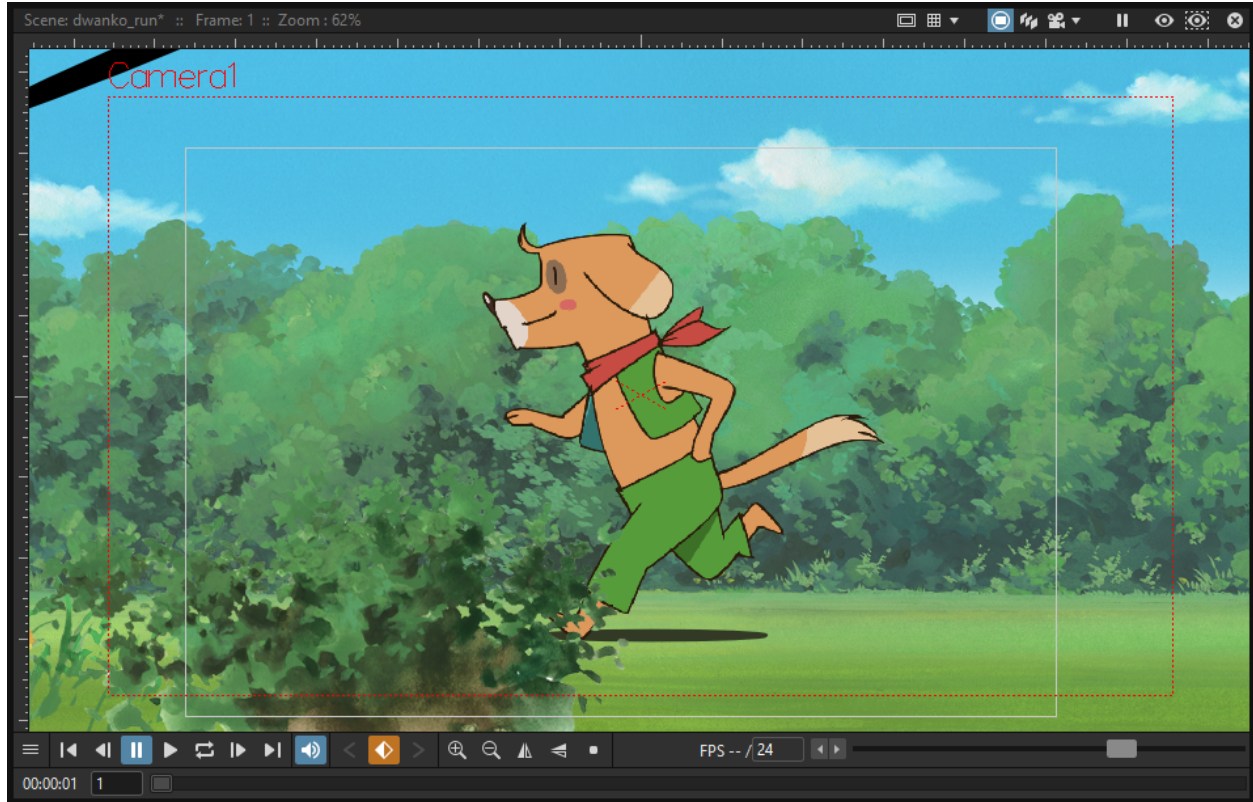 Scene: dwanko_run* :: Frame: 1 :: Zoom : 62%
Camera1
FPS -- / 24
00:00:01 1